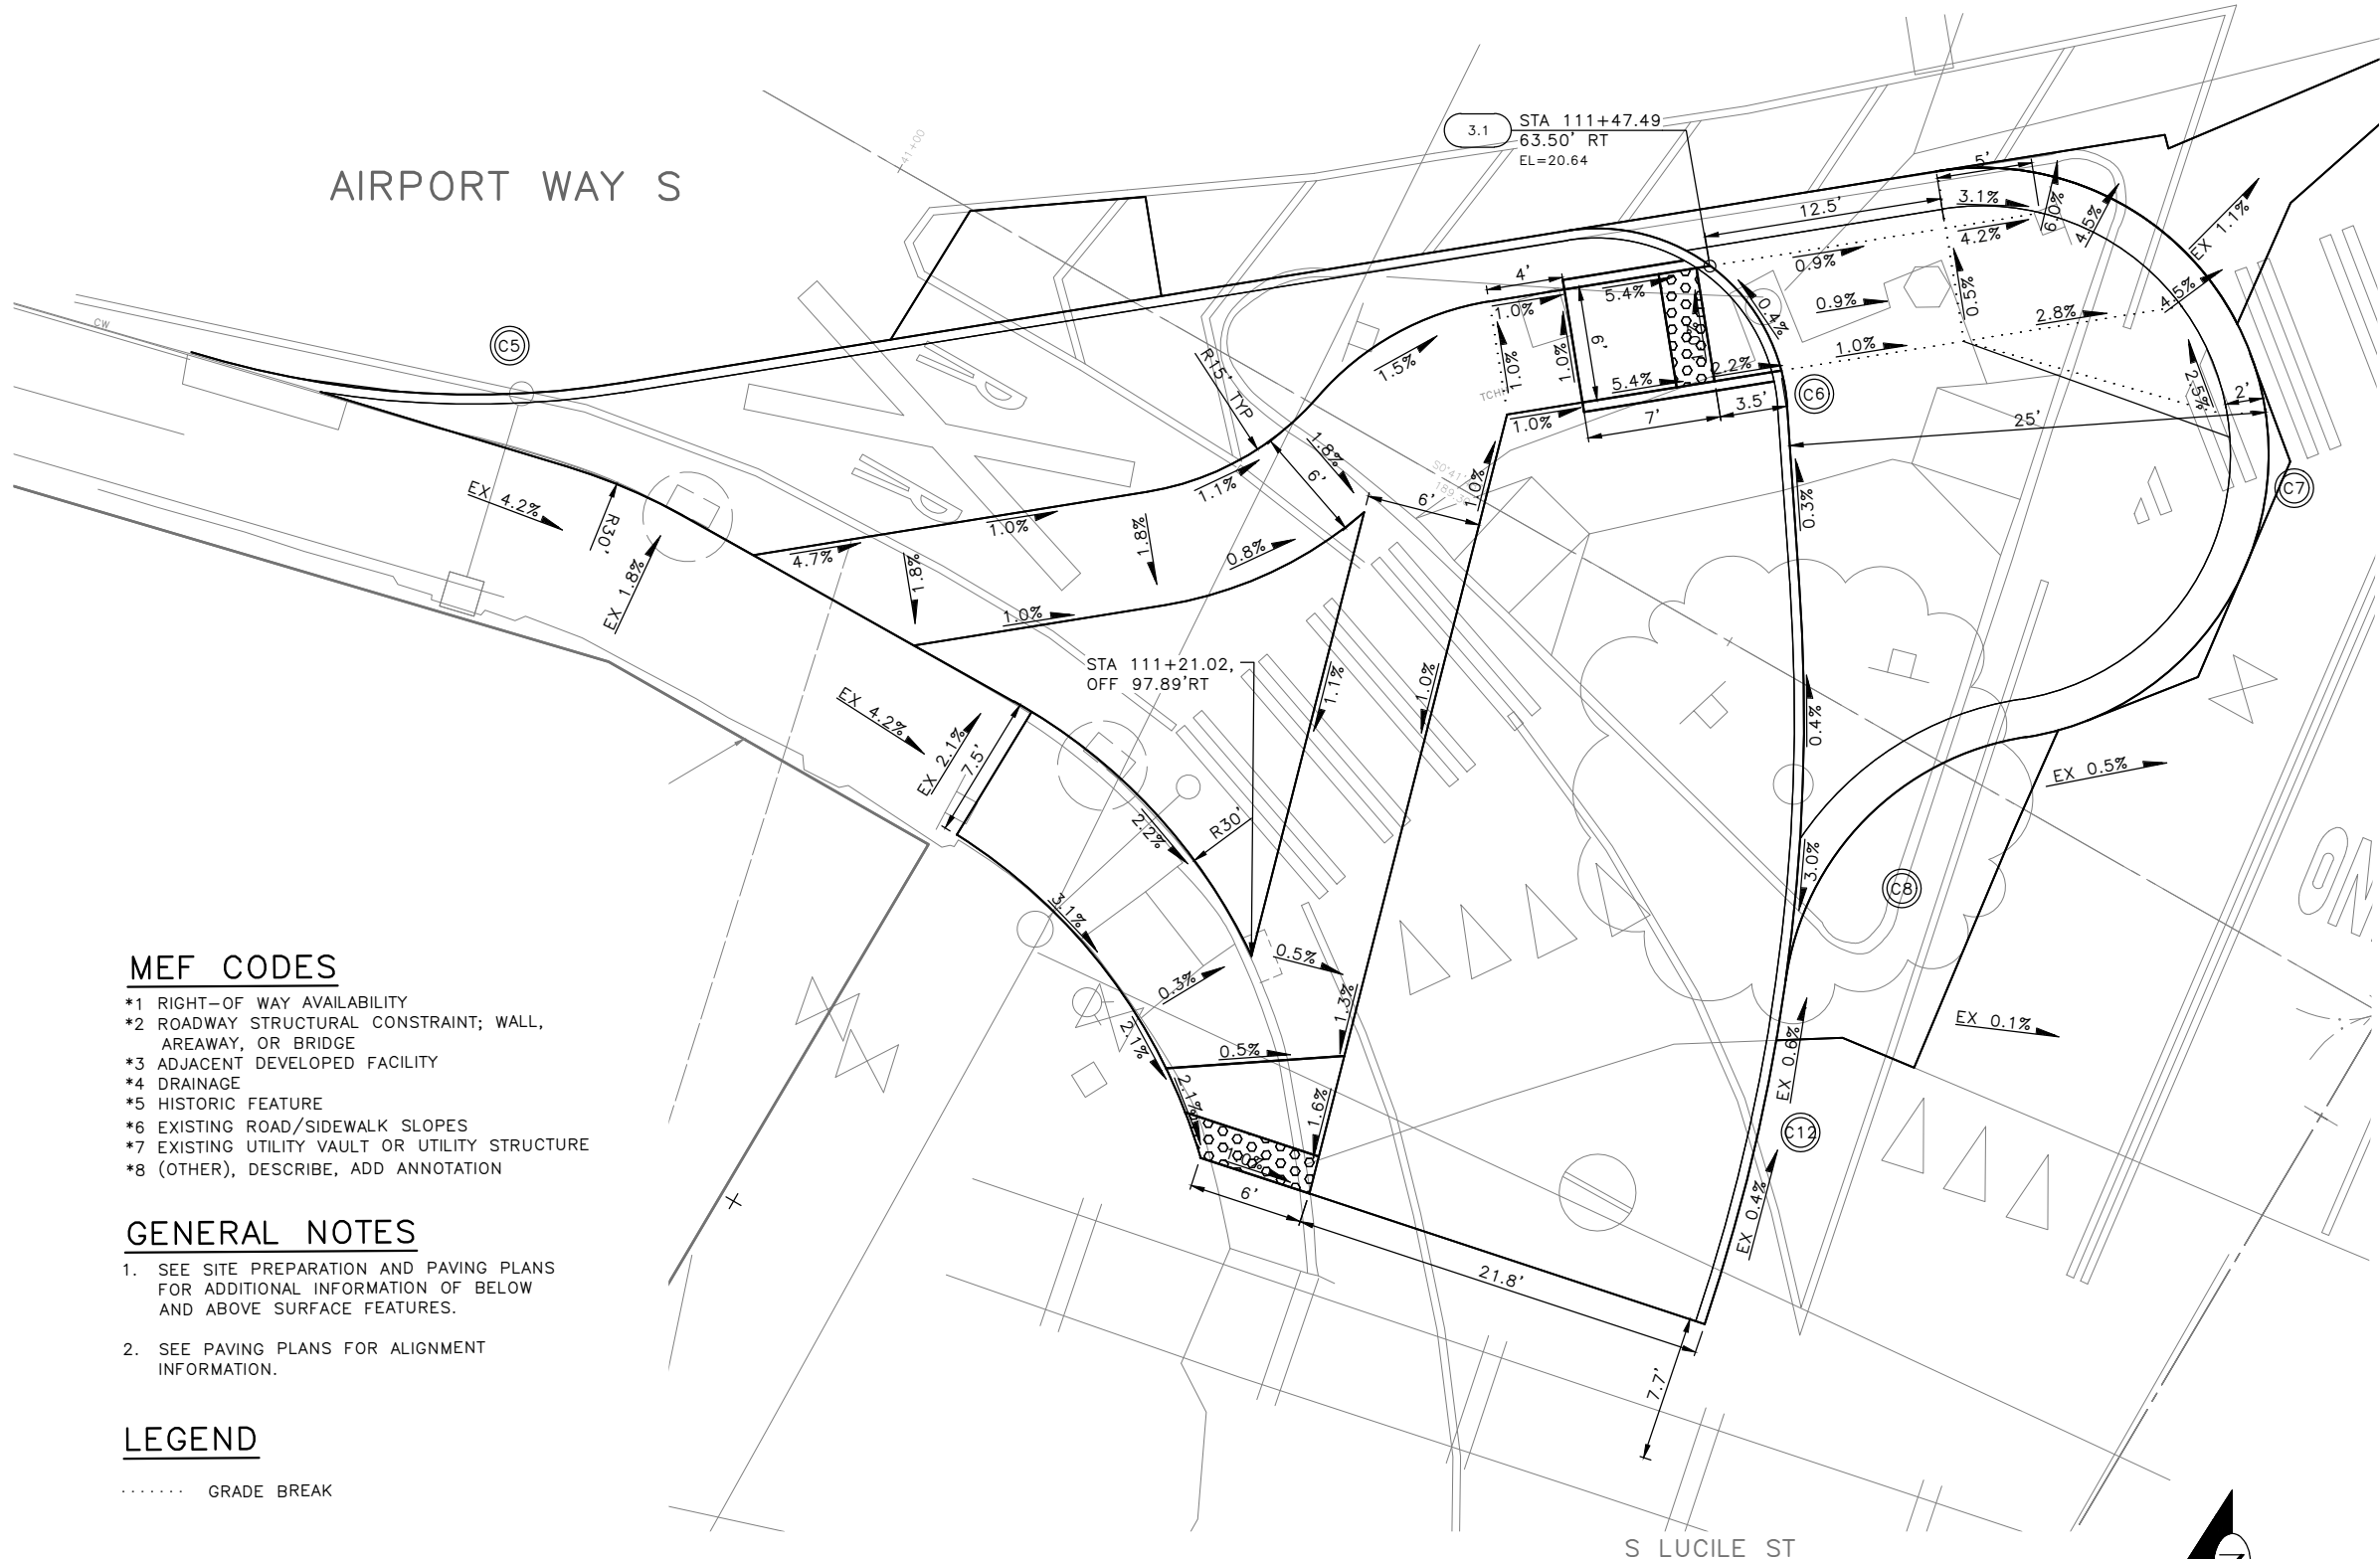 AIRPORT WAY S
41+00
3.1
STA 111+47.49
63.50' RT
EL=20.64
CW
C5
12.5'
5'
3.1%
4.2%
6.0%
4.5%
EX 1.1%
4.5%
0.9%
0.9%
0.5%
2.8%
1.0%
2.5%
2'
25'
C7
4'
1.0%
5.4%
9'
1.0%
1.0%
5.4%
2.2%
0.4%
C6
7'
3.5'
1.0%
1.5%
R15' TYP
1.8%
6'
6'
1.0%
1.1%
1.0%
4.7%
1.8%
1.8%
0.8%
1.0%
0.3%
EX 4.2%
R30'
EX 1.8%
STA 111+21.02,
OFF 97.89'RT
1.1%
1.0%
0.4%
EX 4.2%
EX 2.1%
7.5'
2.2%
R30'
3.1%
3.0%
C8
EX 0.5%
ONLY
0.3%
0.5%
1.3%
2.1%
0.5%
2.1%
1.6%
1.0%
6'
21.8'
7.7'
EX 0.6%
EX 0.1%
C12
EX 0.4%
MEF CODES
*1 RIGHT-OF WAY AVAILABILITY
*2 ROADWAY STRUCTURAL CONSTRAINT; WALL,
AREAWAY, OR BRIDGE
*3 ADJACENT DEVELOPED FACILITY
*4 DRAINAGE
*5 HISTORIC FEATURE
*6 EXISTING ROAD/SIDEWALK SLOPES
*7 EXISTING UTILITY VAULT OR UTILITY STRUCTURE
*8 (OTHER), DESCRIBE, ADD ANNOTATION
GENERAL NOTES
1. SEE SITE PREPARATION AND PAVING PLANS
FOR ADDITIONAL INFORMATION OF BELOW
AND ABOVE SURFACE FEATURES.
2. SEE PAVING PLANS FOR ALIGNMENT
INFORMATION.
LEGEND
GRADE BREAK
S LUCILE ST